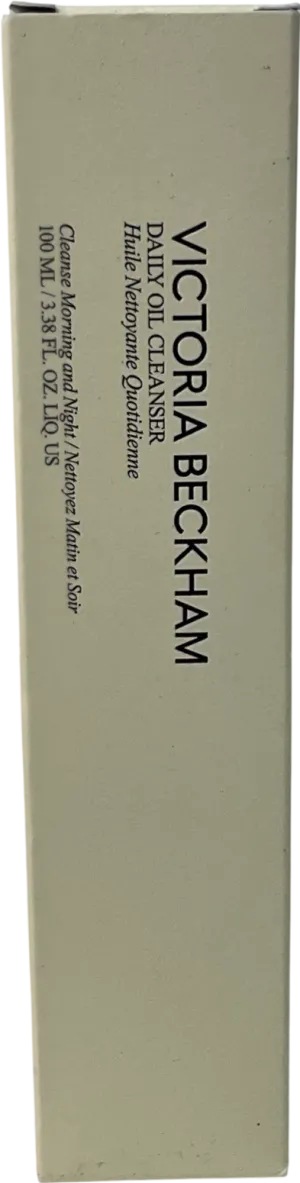 VICTORIA BECKHAM
DAILY OIL CLEANSER
Huile Nettoyante Quotidienne
Cleanse Morning and Night / Nettoyez Matin et Soir
100 ML / 3.38 FL. OZ. LIQ. US